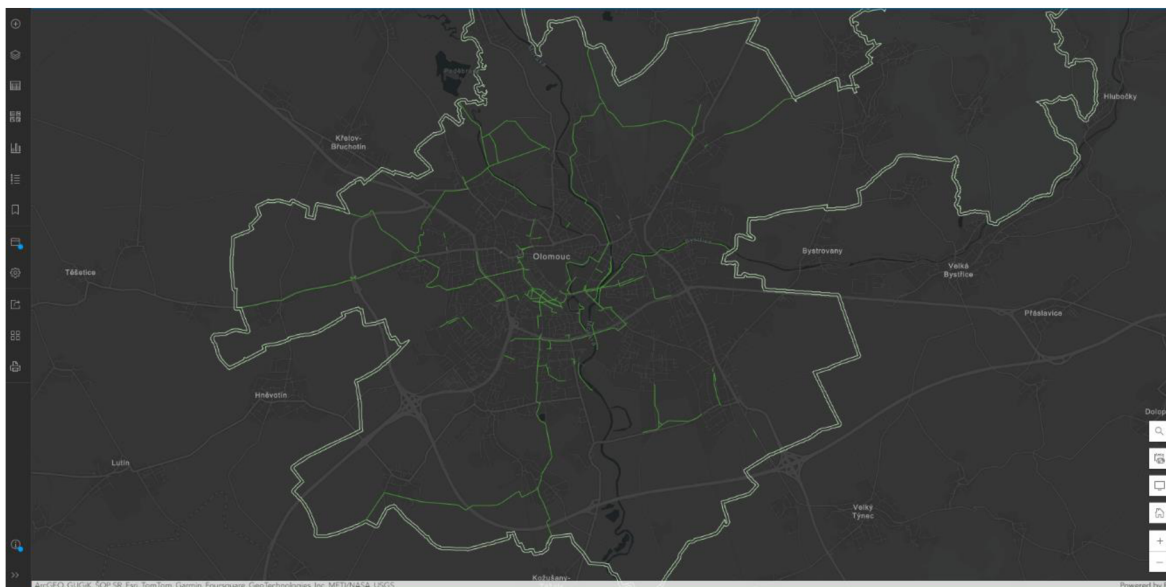 Hlubočky
Křelov-
Břuchotín
Olomouc
Bystrovany
Velká
Bystřice
Těšetice
Přáslavice
Hněvotín
Dolop
Lutín
Velký
Týnec
Kožušany-
ArcGEO, GUGiK, ŠOP SR, Esri, TomTom, Garmin, Foursquare, GeoTechnologies, Inc, METI/NASA, USGS
Powered by